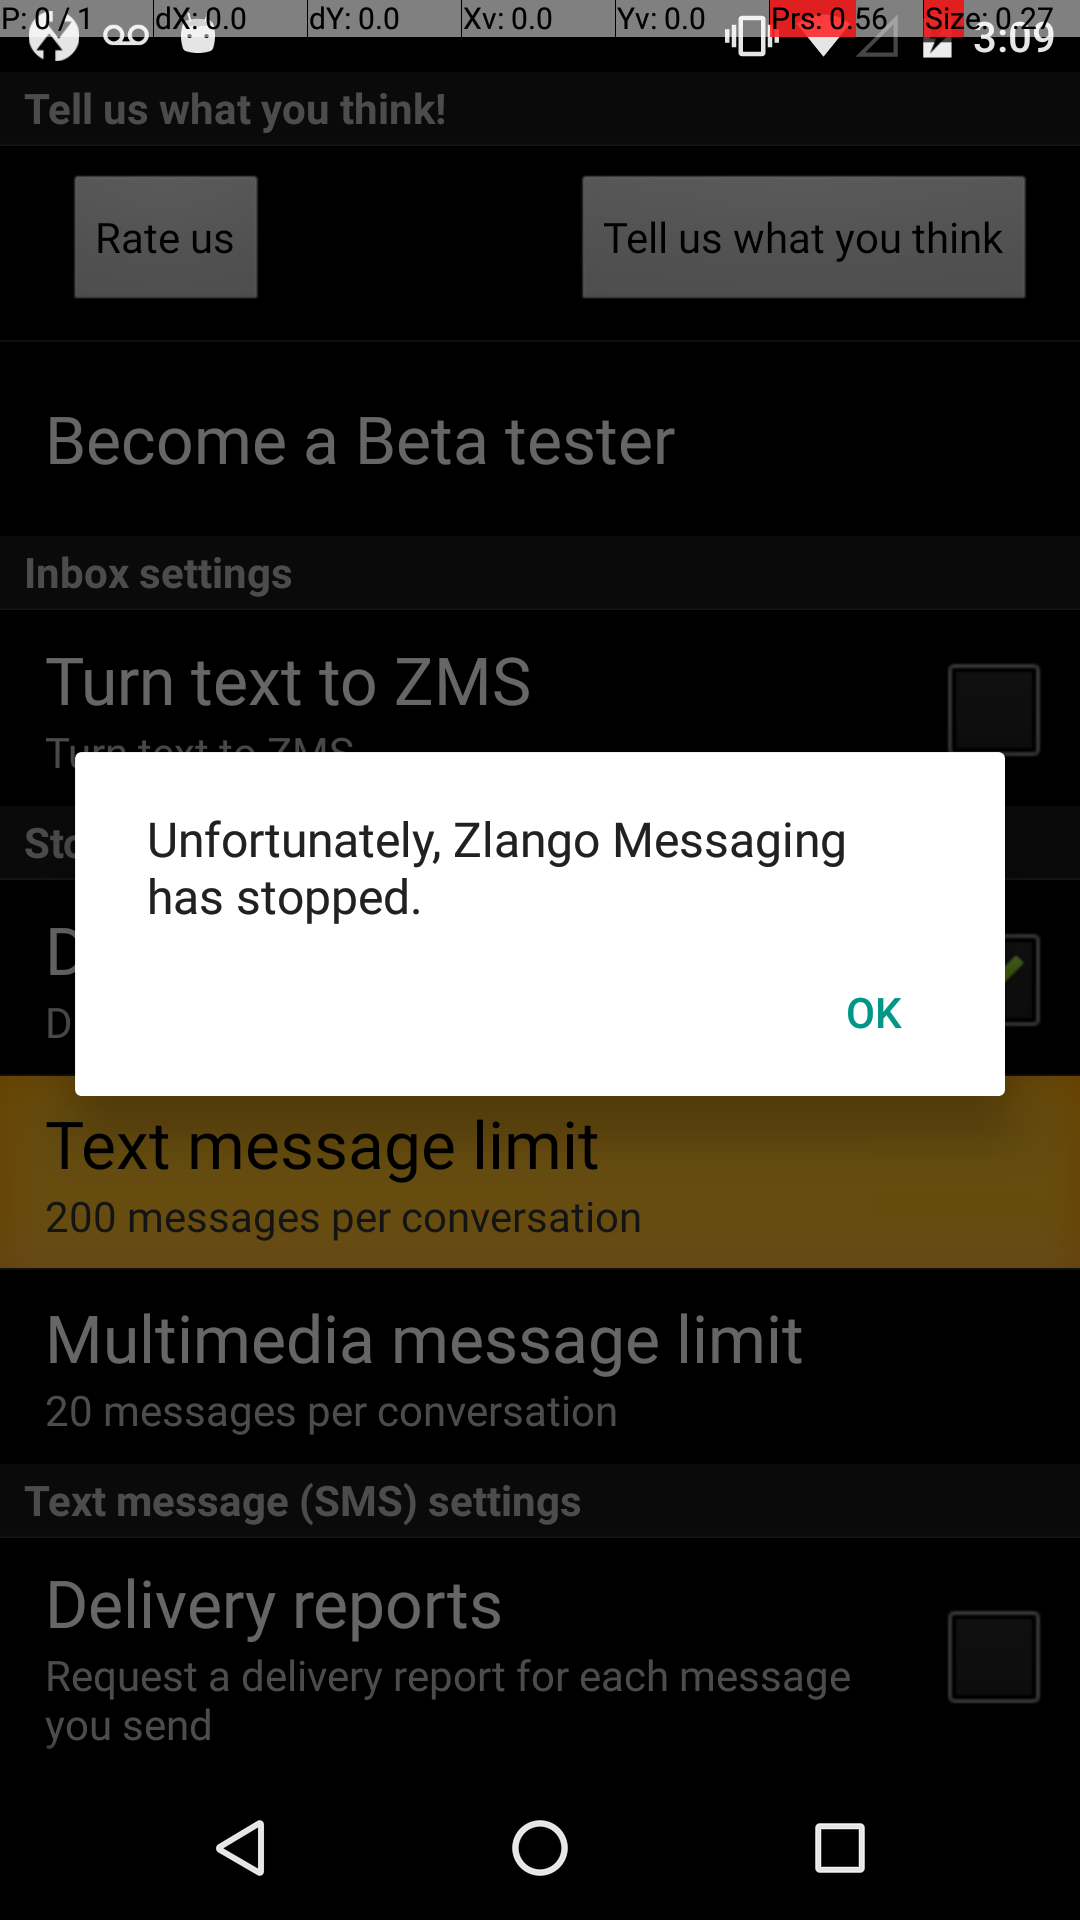 P: 0 / 1 dX: 0.0 dY: 0.0 Xv: 0.0 Yv: 0.0 Prs: 0.56 Size: 0.27
3:09
Tell us what you think!
Rate us
Tell us what you think
Become a Beta tester
Inbox settings
Turn text to ZMS
Turn text to ZMS
Sto
Unfortunately, Zlango Messaging
has stopped.
OK
D
D
Text message limit
200 messages per conversation
Multimedia message limit
20 messages per conversation
Text message (SMS) settings
Delivery reports
Request a delivery report for each message
you send